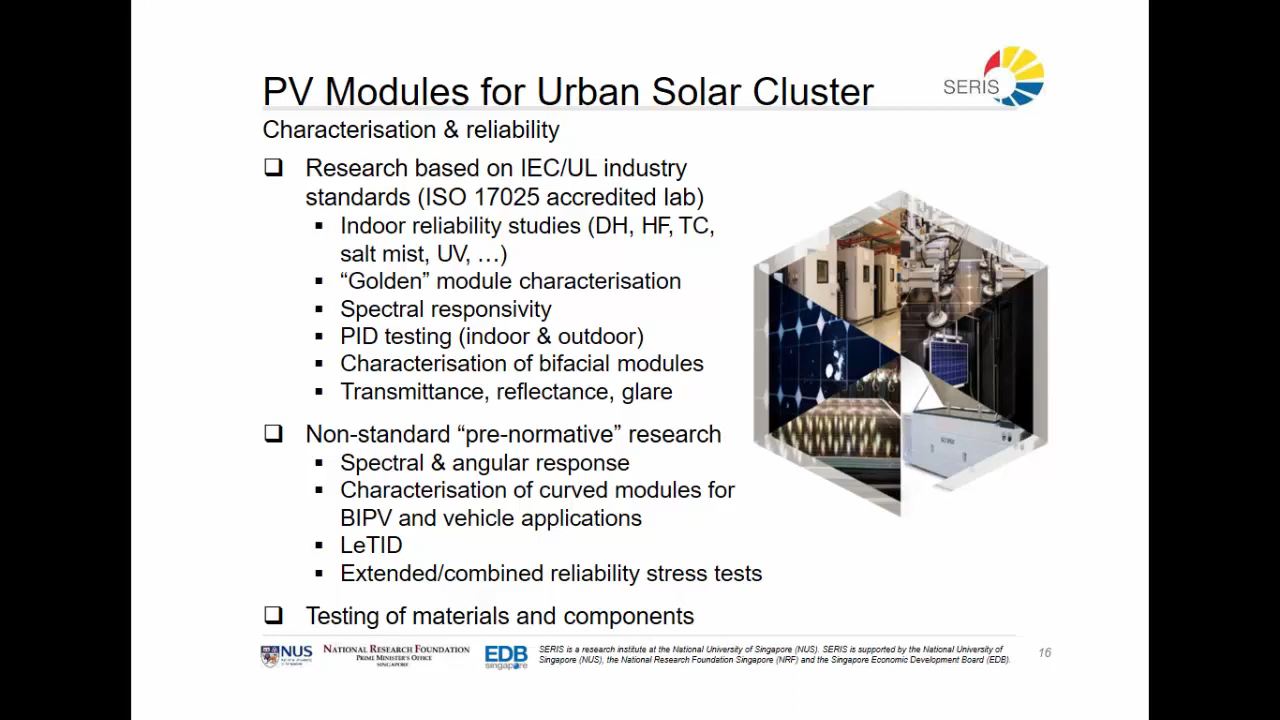 PV Modules for Urban Solar Cluster
SERIS
Characterisation & reliability
❑ Research based on IEC/UL industry
standards (ISO 17025 accredited lab)
▪ Indoor reliability studies (DH, HF, TC,
salt mist, UV, …)
▪ “Golden” module characterisation
▪ Spectral responsivity
▪ PID testing (indoor & outdoor)
▪ Characterisation of bifacial modules
▪ Transmittance, reflectance, glare
❑ Non-standard “pre-normative” research
▪ Spectral & angular response
▪ Characterisation of curved modules for
BIPV and vehicle applications
▪ LeTID
▪ Extended/combined reliability stress tests
❑ Testing of materials and components
NUS
National University
of Singapore
NATIONAL RESEARCH FOUNDATION
PRIME MINISTER'S OFFICE
SINGAPORE
EDB
singapore
SERIS is a research institute at the National University of Singapore (NUS). SERIS is supported by the National University of
Singapore (NUS), the National Research Foundation Singapore (NRF) and the Singapore Economic Development Board (EDB).
16